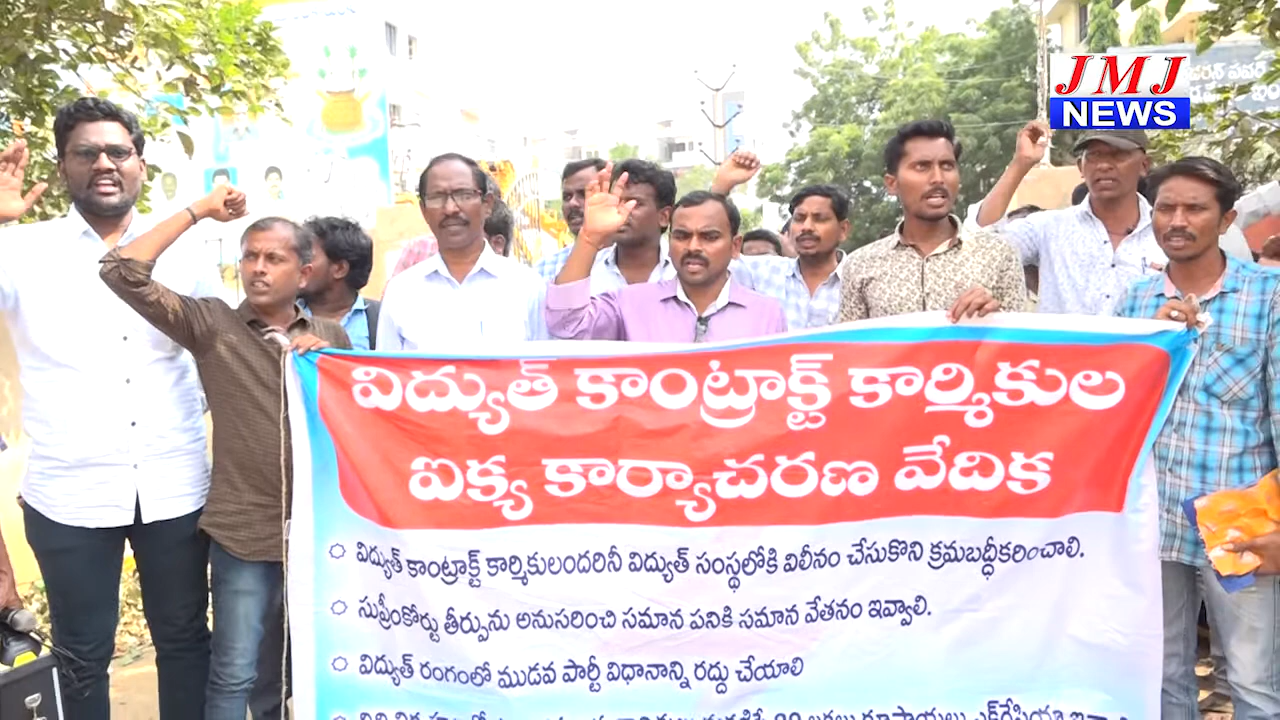 JMJ
NEWS
విద్యుత్ కాంట్రాక్ట్ కార్మికుల
ఐక్య కార్యాచరణ వేదిక
విద్యుత్ కాంట్రాక్ట్ కార్మికులందరినీ విద్యుత్ సంస్థలోకి విలీనం చేసుకొని క్రమబద్ధీకరించాలి.
సుప్రీంకోర్టు తీర్పును అనుసరించి సమాన పనికి సమాన వేతనం ఇవ్వాలి.
విద్యుత్ రంగంలో ముడవ పార్టీ విధానాన్ని రద్దు చేయాలి